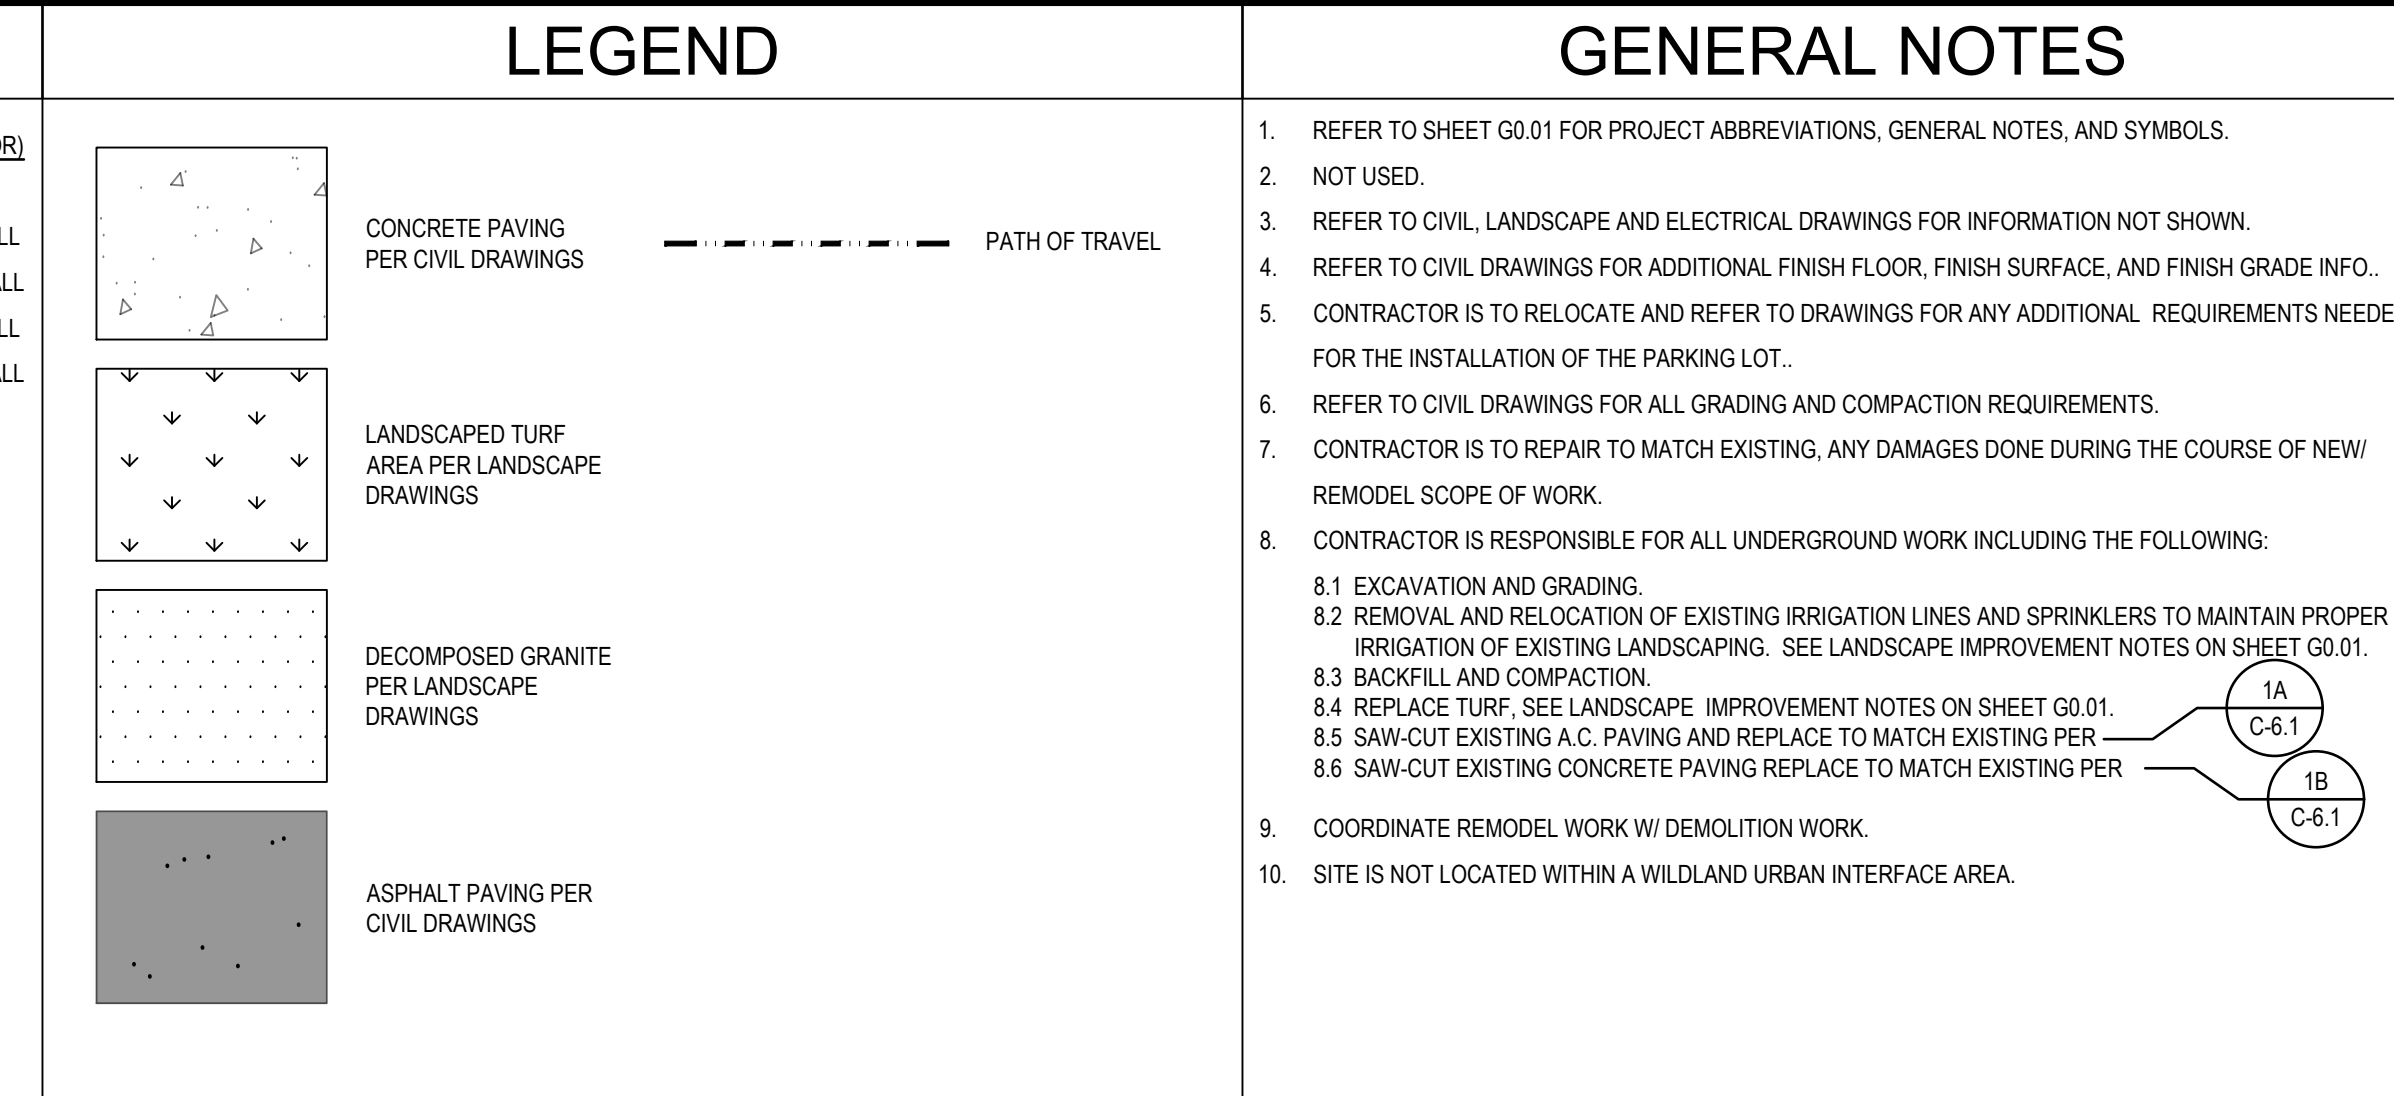 LEGEND
GENERAL NOTES
CONCRETE PAVING
PER CIVIL DRAWINGS
PATH OF TRAVEL
LANDSCAPED TURF
AREA PER LANDSCAPE
DRAWINGS
DECOMPOSED GRANITE
PER LANDSCAPE
DRAWINGS
ASPHALT PAVING PER
CIVIL DRAWINGS
1. REFER TO SHEET G0.01 FOR PROJECT ABBREVIATIONS, GENERAL NOTES, AND SYMBOLS.
2. NOT USED.
3. REFER TO CIVIL, LANDSCAPE AND ELECTRICAL DRAWINGS FOR INFORMATION NOT SHOWN.
4. REFER TO CIVIL DRAWINGS FOR ADDITIONAL FINISH FLOOR, FINISH SURFACE, AND FINISH GRADE INFO..
5. CONTRACTOR IS TO RELOCATE AND REFER TO DRAWINGS FOR ANY ADDITIONAL REQUIREMENTS NEEDE
FOR THE INSTALLATION OF THE PARKING LOT..
6. REFER TO CIVIL DRAWINGS FOR ALL GRADING AND COMPACTION REQUIREMENTS.
7. CONTRACTOR IS TO REPAIR TO MATCH EXISTING, ANY DAMAGES DONE DURING THE COURSE OF NEW/
REMODEL SCOPE OF WORK.
8. CONTRACTOR IS RESPONSIBLE FOR ALL UNDERGROUND WORK INCLUDING THE FOLLOWING:
8.1 EXCAVATION AND GRADING.
8.2 REMOVAL AND RELOCATION OF EXISTING IRRIGATION LINES AND SPRINKLERS TO MAINTAIN PROPER
IRRIGATION OF EXISTING LANDSCAPING. SEE LANDSCAPE IMPROVEMENT NOTES ON SHEET G0.01.
8.3 BACKFILL AND COMPACTION.
8.4 REPLACE TURF, SEE LANDSCAPE IMPROVEMENT NOTES ON SHEET G0.01.
8.5 SAW-CUT EXISTING A.C. PAVING AND REPLACE TO MATCH EXISTING PER
1A
C-6.1
8.6 SAW-CUT EXISTING CONCRETE PAVING REPLACE TO MATCH EXISTING PER
1B
C-6.1
9. COORDINATE REMODEL WORK W/ DEMOLITION WORK.
10. SITE IS NOT LOCATED WITHIN A WILDLAND URBAN INTERFACE AREA.